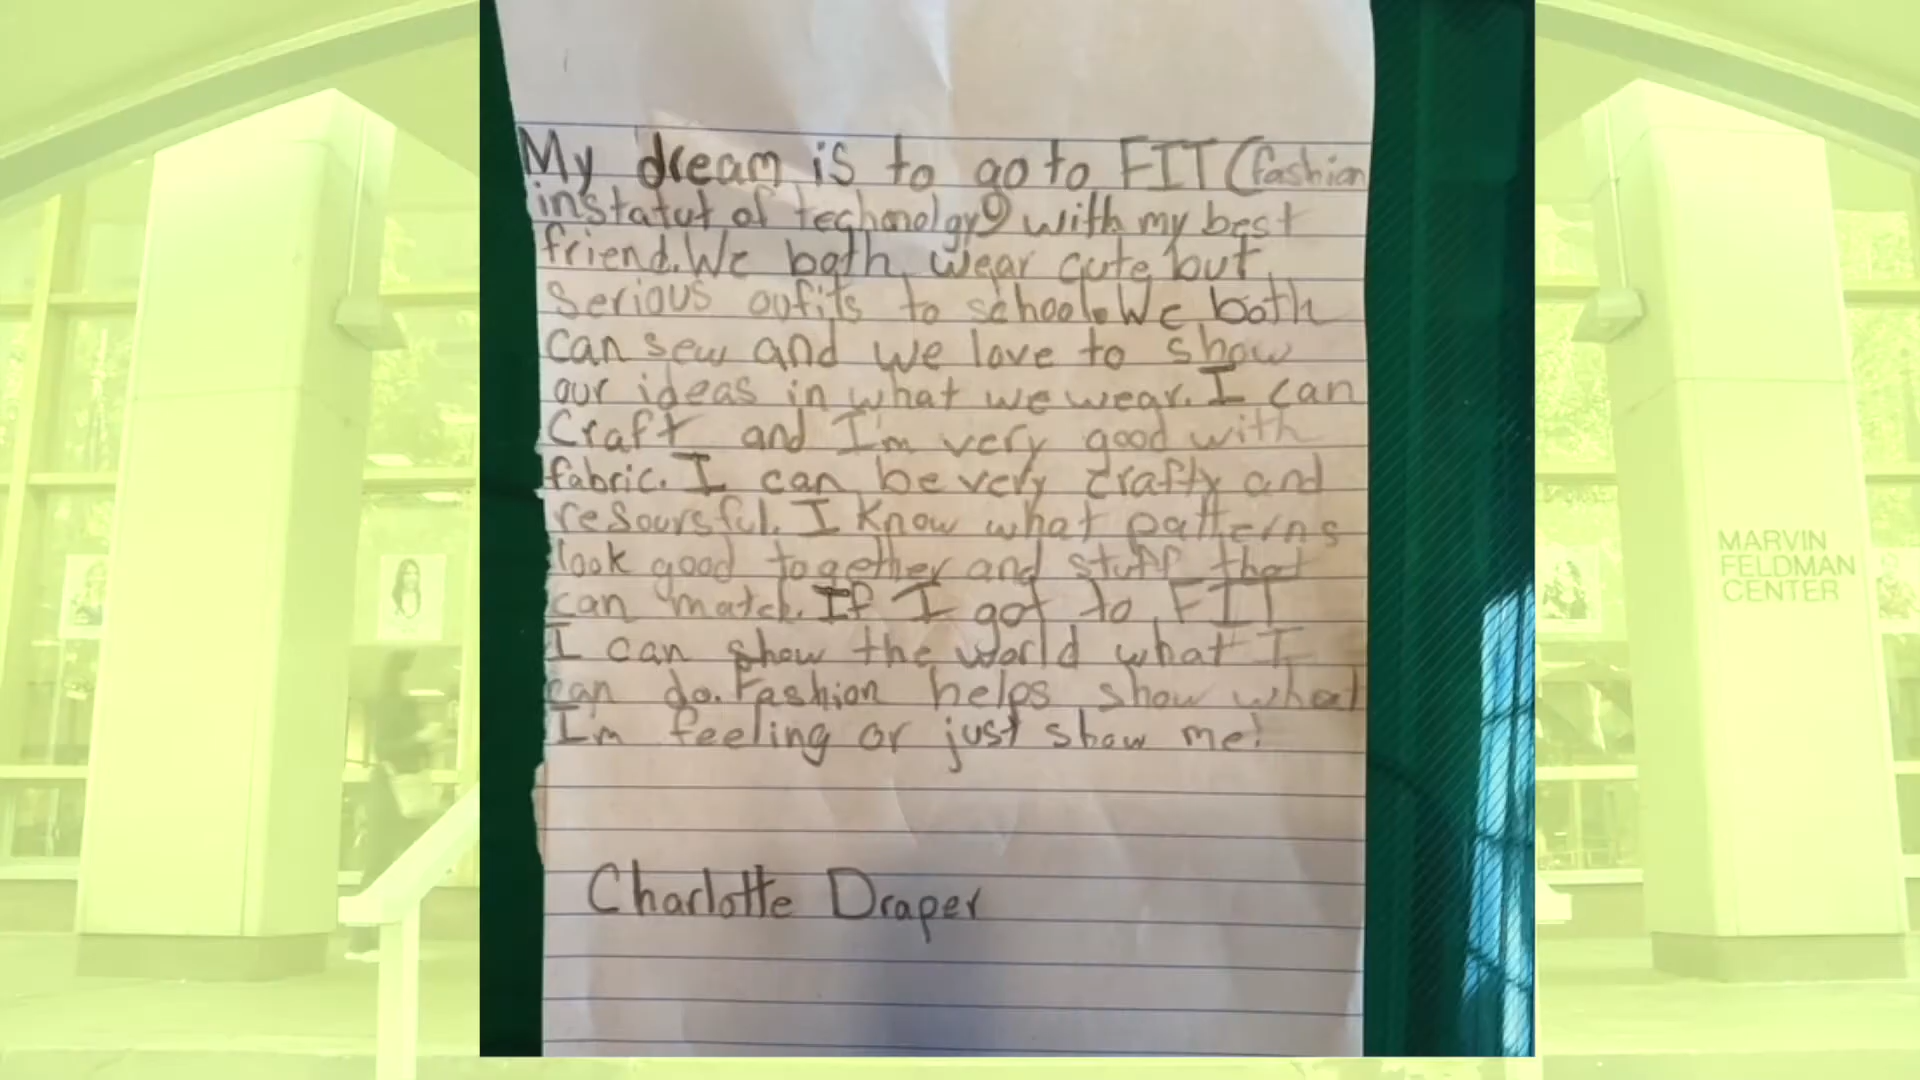 My dream is to go to FIT (fashion
instatut of technolgy) with my best
friend. We both wear cute but
serious oufits to school. We both
can sew and we love to show
our ideas in what we wear. I can
Craft and I'm very good with
fabric. I can be very crafty and
resoursful. I know what patterns
look good together and stuff that
can match. If I got to FIT
I can show the world what I
can do. Fashion helps show what
I'm feeling or just show me!
Charlotte Draper
MARVIN
FELDMAN
CENTER